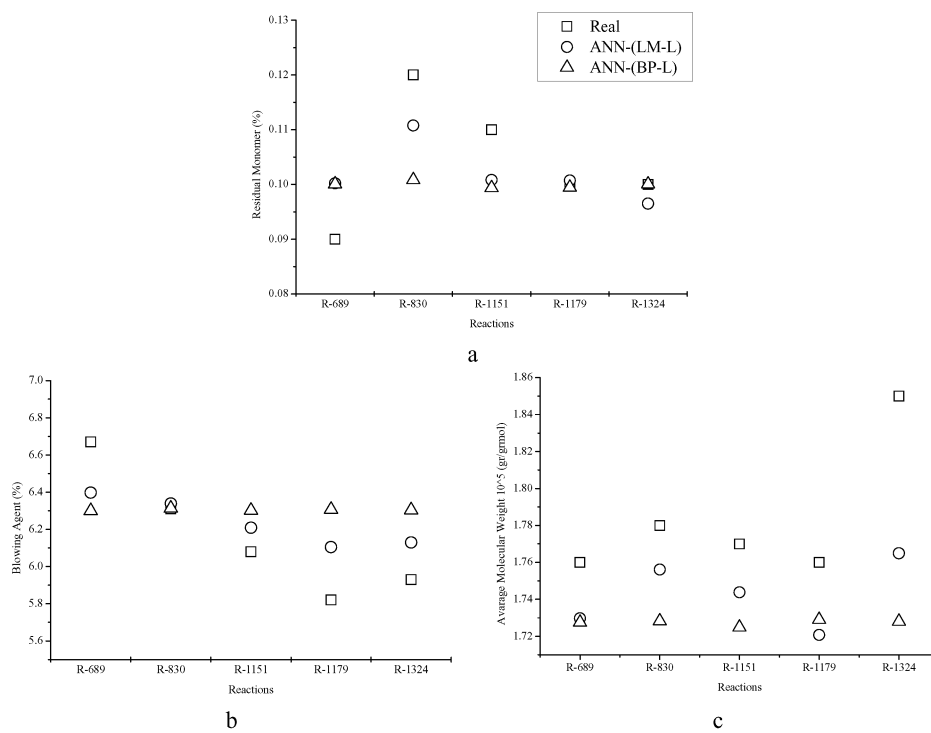 0.13
0.12
0.11
0.10
0.09
0.08
Residual Monomer (%)
Real
ANN-(LM-L)
ANN-(BP-L)
R-689 R-830 R-1151 R-1179 R-1324
Reactions
a
7.0
6.8
6.6
6.4
6.2
6.0
5.8
5.6
Blowing Agent (%)
R-689 R-830 R-1151 R-1179 R-1324
Reactions
b
1.86
1.84
1.82
1.80
1.78
1.76
1.74
1.72
Avarage Molecular Weight 10^5 (gr/grmol)
R-689 R-830 R-1151 R-1179 R-1324
Reactions
c